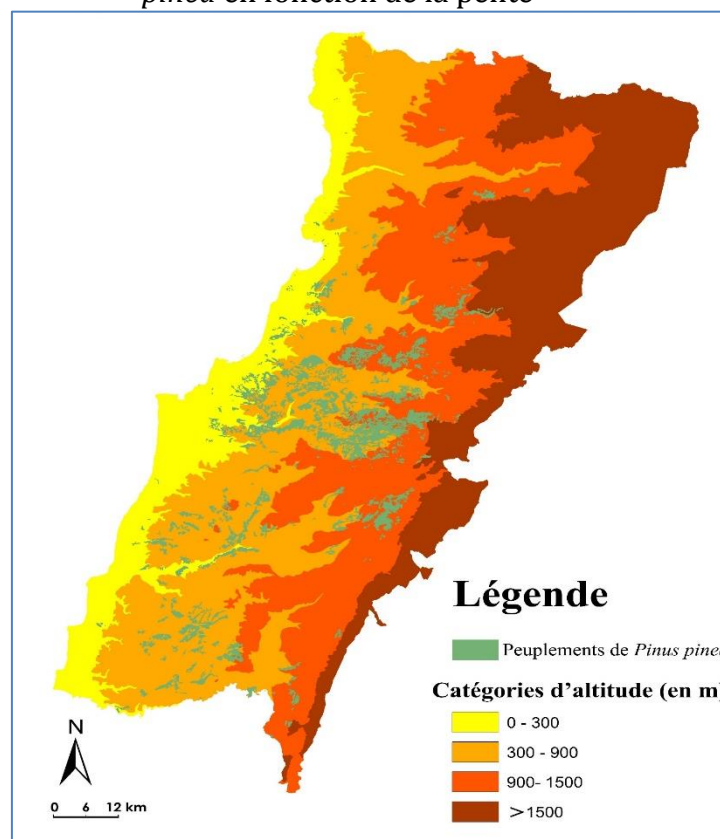 pinea en fonction de la pente
Légende
Peuplements de Pinus pinea
Catégories d'altitude (en m)
0 - 300
300 - 900
900- 1500
>1500
N
0 6 12 km